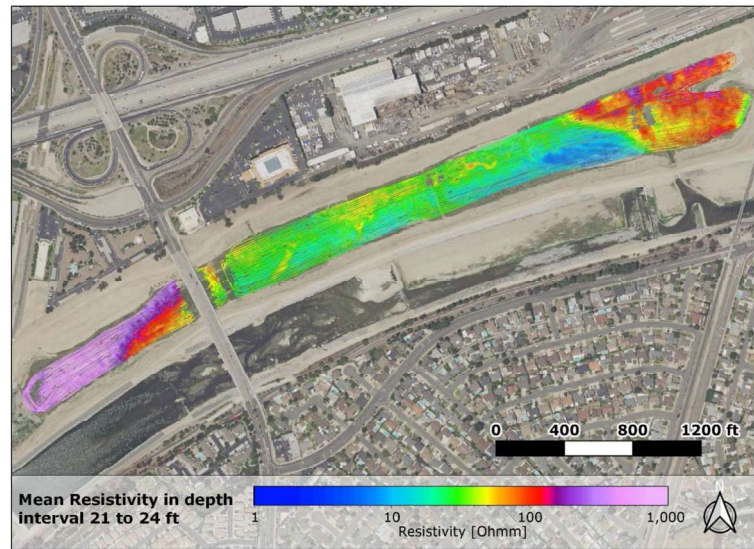 0 400 800 1200 ft
Mean Resistivity in depth
interval 21 to 24 ft
1 10 100 1,000
Resistivity [Ohmm]
N